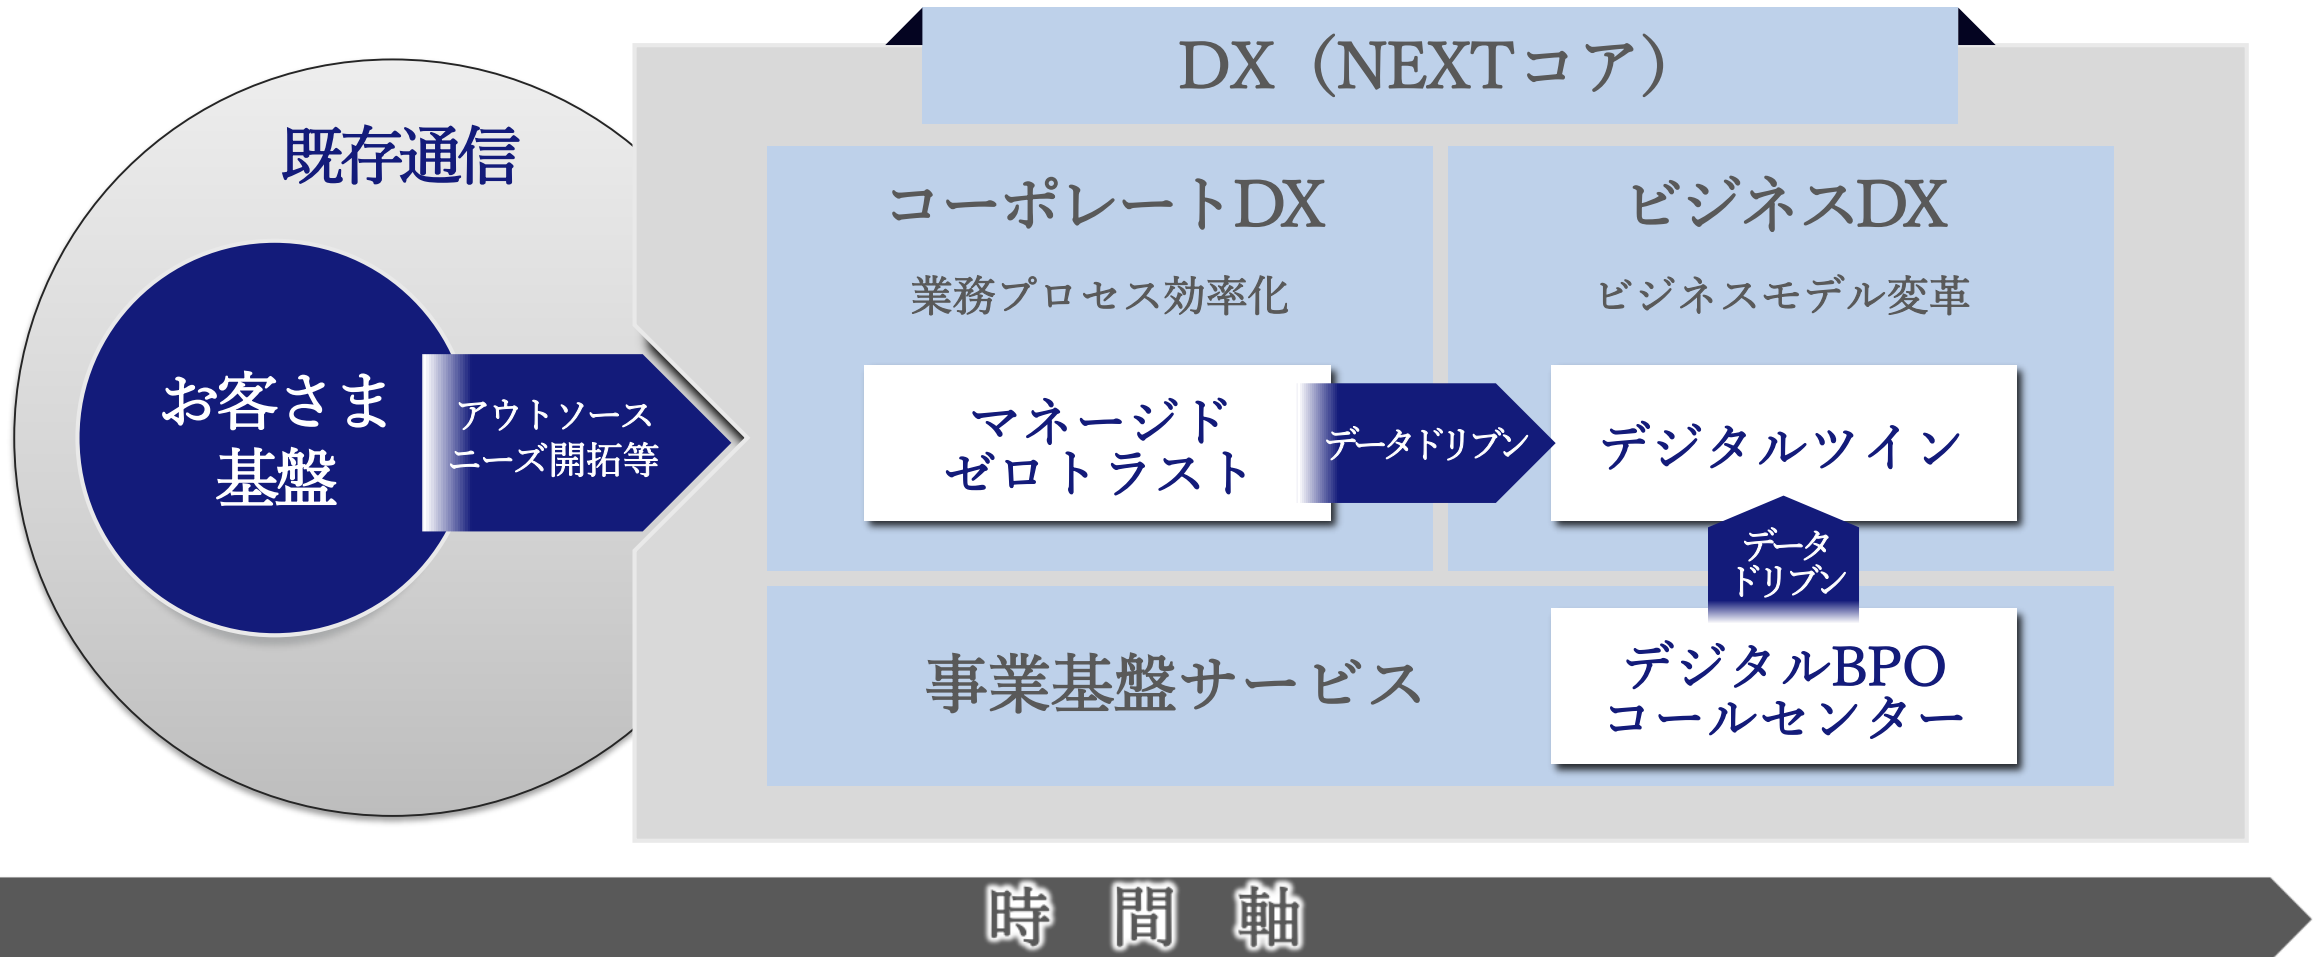 DX（NEXTコア）
既存通信
お客さま
基盤
アウトソース
ニーズ開拓等
コーポレートDX
業務プロセス効率化
マネージド
ゼロトラスト
データドリブン
ビジネスDX
ビジネスモデル変革
デジタルツイン
データ
ドリブン
事業基盤サービス
デジタルBPO
コールセンター
時　間　軸